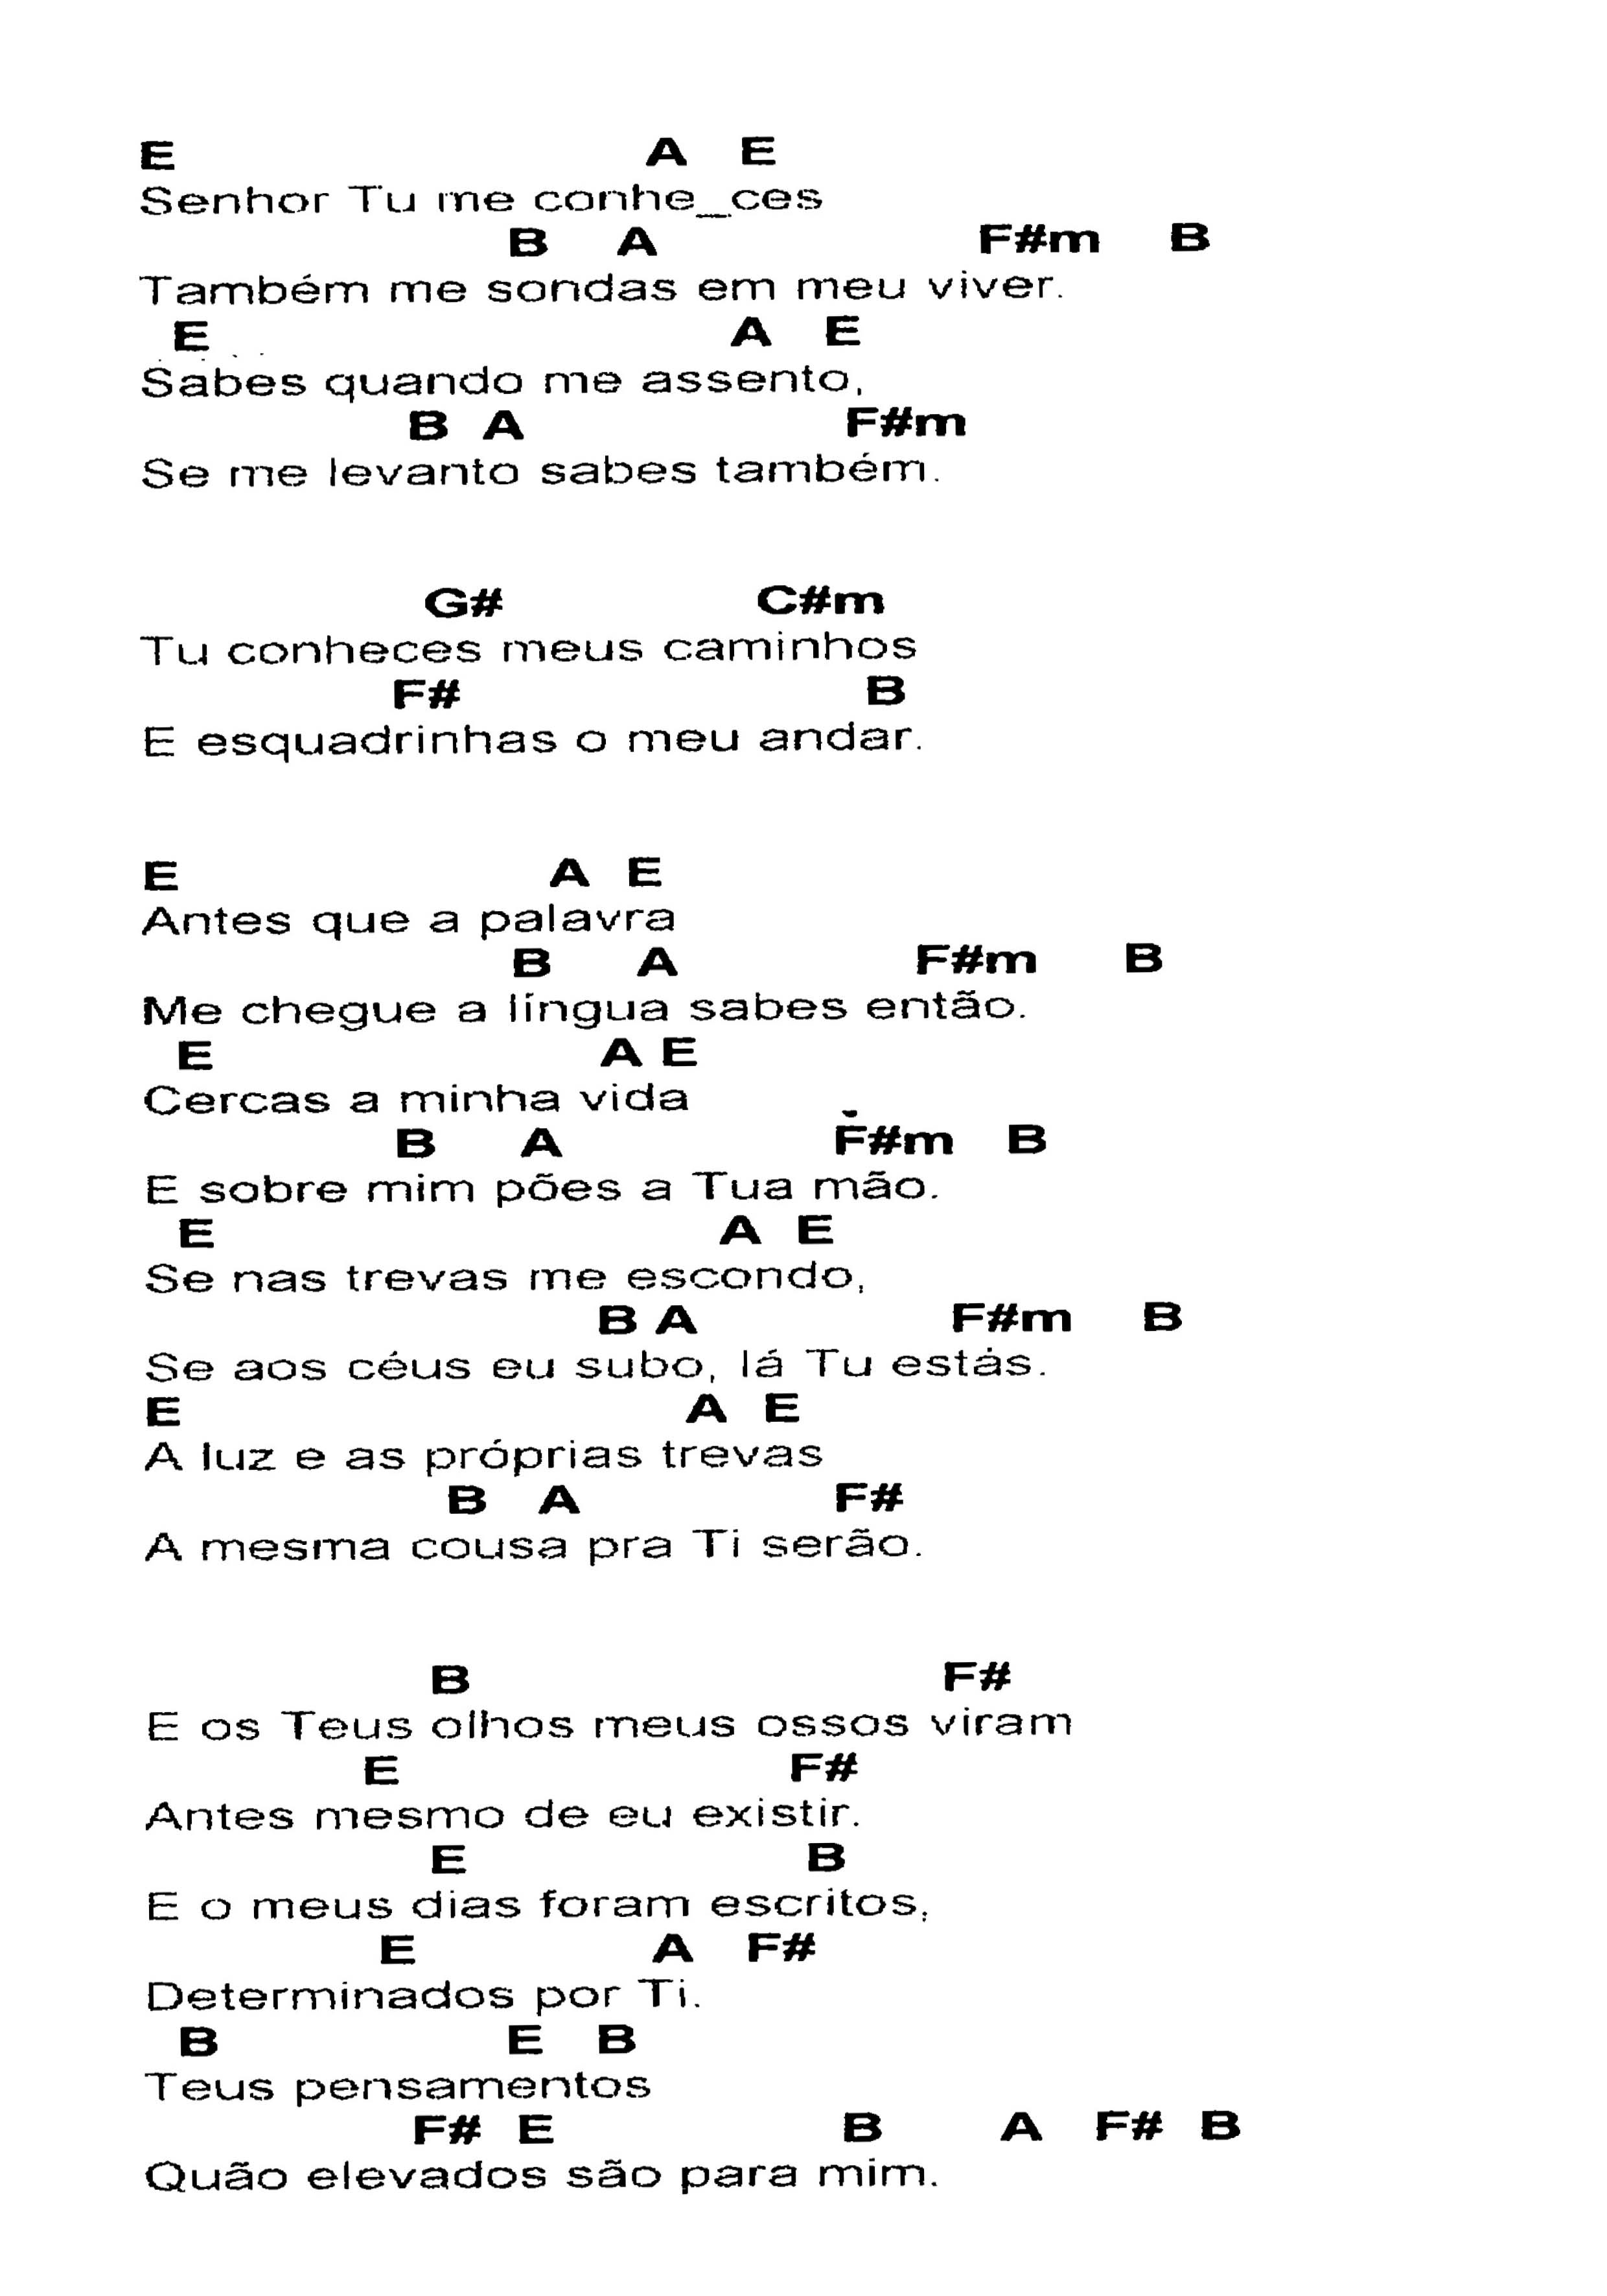 E A E
Senhor Tu me conhe_ces
B A F#m B
Também me sondas em meu viver.
E A E
Sabes quando me assento,
B A F#m
Se me levanto sabes também.
G# C#m
Tu conheces meus caminhos
F# B
E esquadrinhas o meu andar.
E A E
Antes que a palavra
B A F#m B
Me chegue a língua sabes então.
E A E
Cercas a minha vida
B A F#m B
E sobre mim pões a Tua mão.
E A E
Se nas trevas me escondo,
B A F#m B
Se aos céus eu subo, lá Tu estás.
E A E
A luz e as próprias trevas
B A F#
A mesma cousa pra Ti serão.
B F#
E os Teus olhos meus ossos viram
E F#
Antes mesmo de eu existir.
E B
E o meus dias foram escritos,
E A F#
Determinados por Ti.
B E B
Teus pensamentos
F# E B A F# B
Quão elevados são para mim.